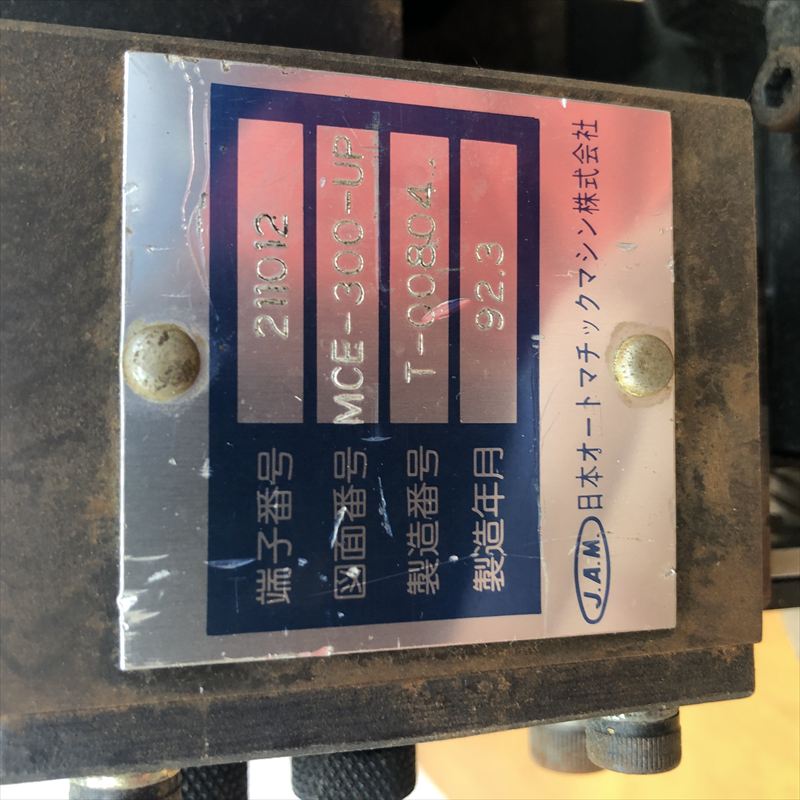 端子番号 211012
図面番号 MCE-300-UP
製造番号 T-00804
製造年月 92.3
J.A.M. 日本オートマチックマシン株式会社